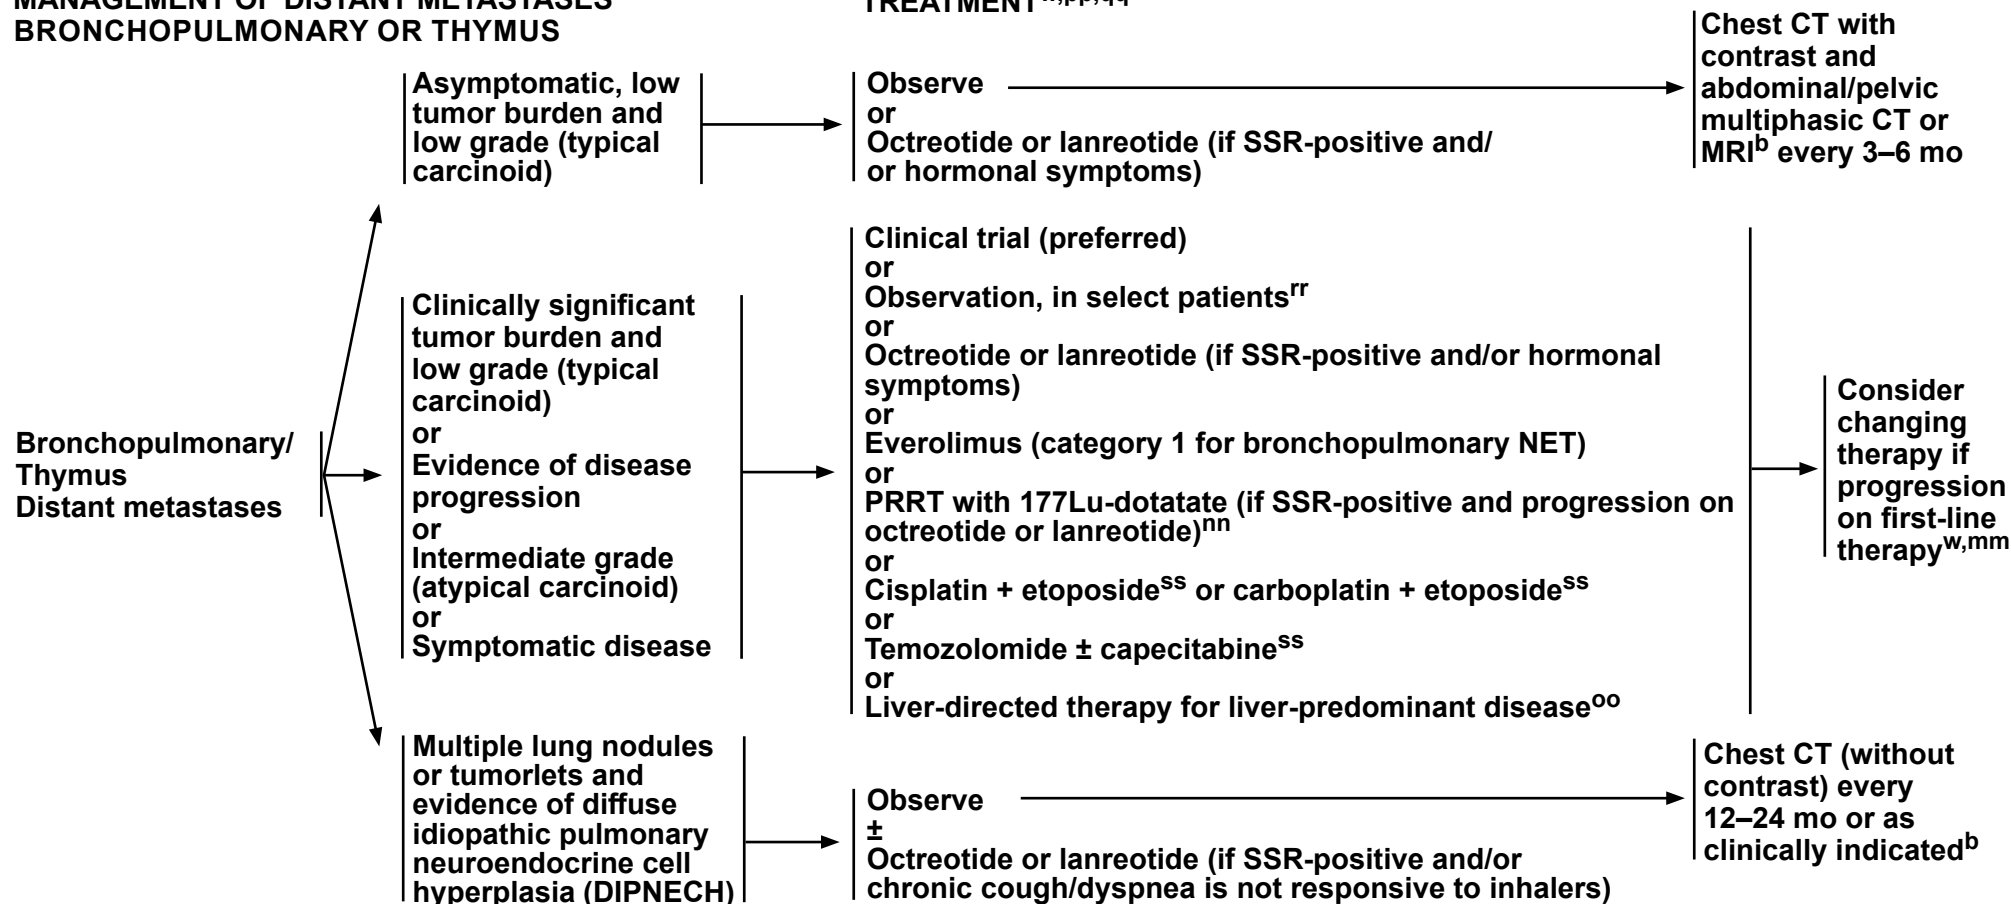 MANAGEMENT OF DISTANT METASTASES
BRONCHOPULMONARY OR THYMUS
TREATMENT
Chest CT with
contrast and
abdominal/pelvic
multiphasic CT or
MRIb every 3–6 mo
Asymptomatic, low
tumor burden and
low grade (typical
carcinoid)
Observe
or
Octreotide or lanreotide (if SSR-positive and/
or hormonal symptoms)
Bronchopulmonary/
Thymus
Distant metastases
Clinically significant
tumor burden and
low grade (typical
carcinoid)
or
Evidence of disease
progression
or
Intermediate grade
(atypical carcinoid)
or
Symptomatic disease
Clinical trial (preferred)
or
Observation, in select patientsrr
or
Octreotide or lanreotide (if SSR-positive and/or hormonal
symptoms)
or
Everolimus (category 1 for bronchopulmonary NET)
or
PRRT with 177Lu-dotatate (if SSR-positive and progression on
octreotide or lanreotide)nn
or
Cisplatin + etoposidess or carboplatin + etoposidess
or
Temozolomide ± capecitabiness
or
Liver-directed therapy for liver-predominant diseaseoo
Consider
changing
therapy if
progression
on first-line
therapyw,mm
Multiple lung nodules
or tumorlets and
evidence of diffuse
idiopathic pulmonary
neuroendocrine cell
hyperplasia (DIPNECH)
Observe
±
Octreotide or lanreotide (if SSR-positive and/or
chronic cough/dyspnea is not responsive to inhalers)
Chest CT (without
contrast) every
12–24 mo or as
clinically indicatedb